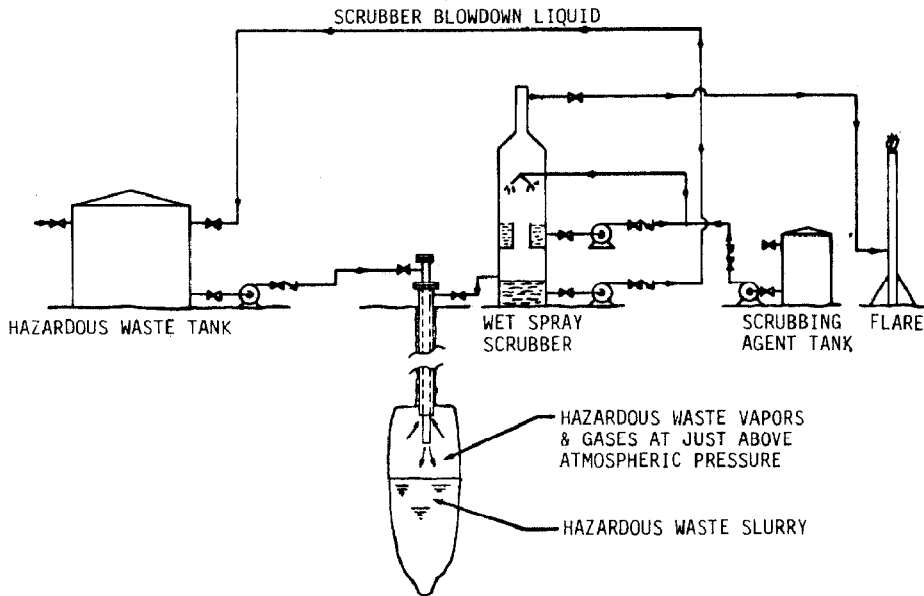 SCRUBBER BLOWDOWN LIQUID
HAZARDOUS WASTE TANK
WET SPRAY
SCRUBBER
SCRUBBING
AGENT TANK
FLARE
HAZARDOUS WASTE VAPORS
& GASES AT JUST ABOVE
ATMOSPHERIC PRESSURE
HAZARDOUS WASTE SLURRY